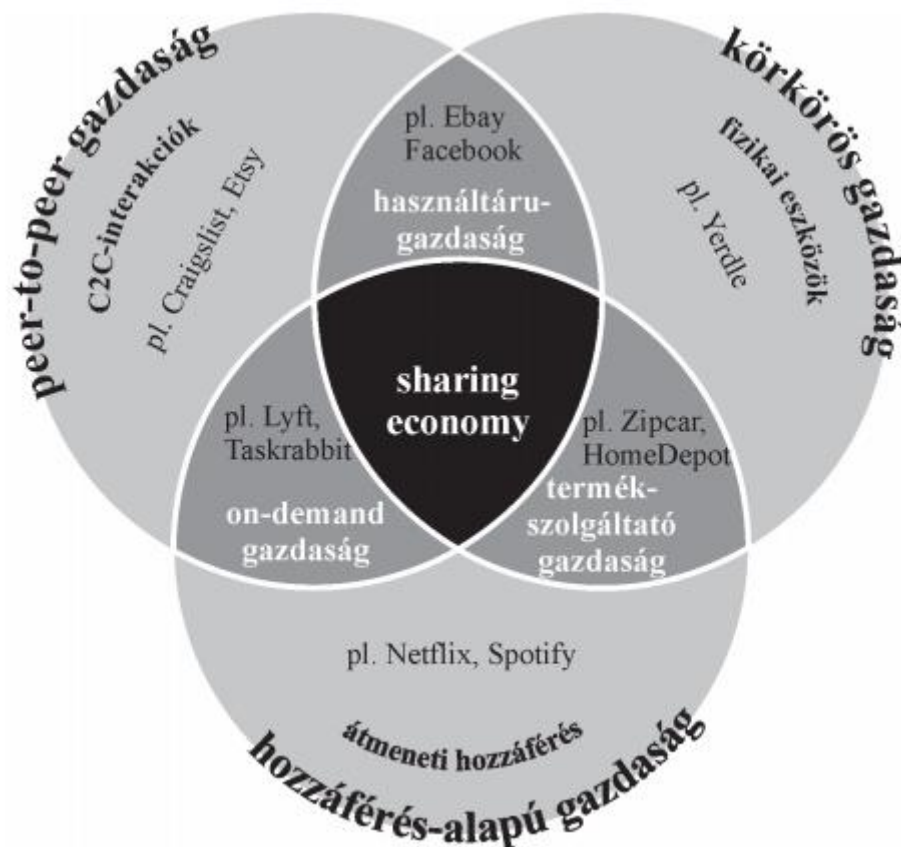 peer-to-peer gazdaság
C2C-interakciók
pl. Craigslist, Etsy
körkörös gazdaság
fizikai eszközök
pl. Yerdle
pl. Ebay
Facebook
használtáru-
gazdaság
sharing
economy
pl. Lyft,
Taskrabbit
on-demand
gazdaság
pl. Zipcar,
HomeDepot
termék-
szolgáltató
gazdaság
pl. Netflix, Spotify
átmeneti hozzáférés
hozzáférés-alapú gazdaság